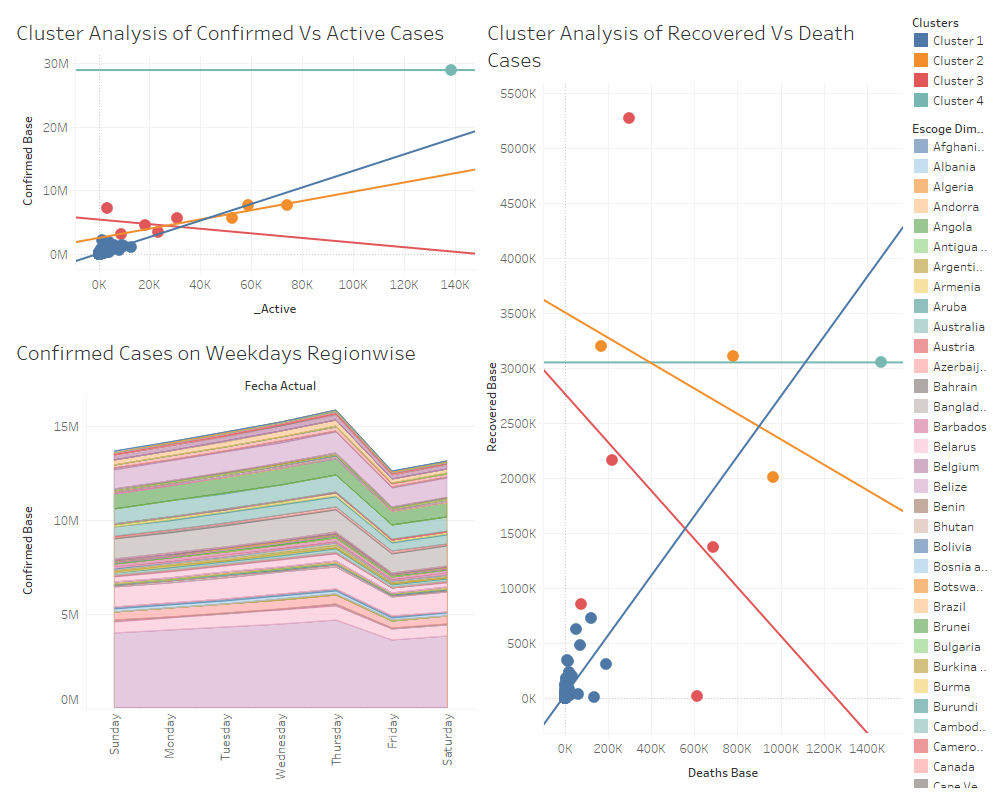 Cluster Analysis of Confirmed Vs Active Cases
30M
20M
10M
0M
Confirmed Base
0K 20K 40K 60K 80K 100K 120K 140K
_Active
Confirmed Cases on Weekdays Regionwise
Fecha Actual
15M
10M
5M
0M
Confirmed Base
Sunday
Monday
Tuesday
Wednesday
Thursday
Friday
Saturday
Cluster Analysis of Recovered Vs Death
Cases
5500K
5000K
4500K
4000K
3500K
3000K
2500K
2000K
1500K
1000K
500K
0K
Recovered Base
0K 200K 400K 600K 800K 1000K 1200K 1400K
Deaths Base
Clusters
Cluster 1
Cluster 2
Cluster 3
Cluster 4
Escoge Dim..
Afghani..
Albania
Algeria
Andorra
Angola
Antigua ..
Argenti..
Armenia
Aruba
Australia
Austria
Azerbaij..
Bahrain
Banglad..
Barbados
Belarus
Belgium
Belize
Benin
Bhutan
Bolivia
Bosnia a..
Botswa..
Brazil
Brunei
Bulgaria
Burkina ..
Burma
Burundi
Cambod..
Camero..
Canada
Cape Ve..